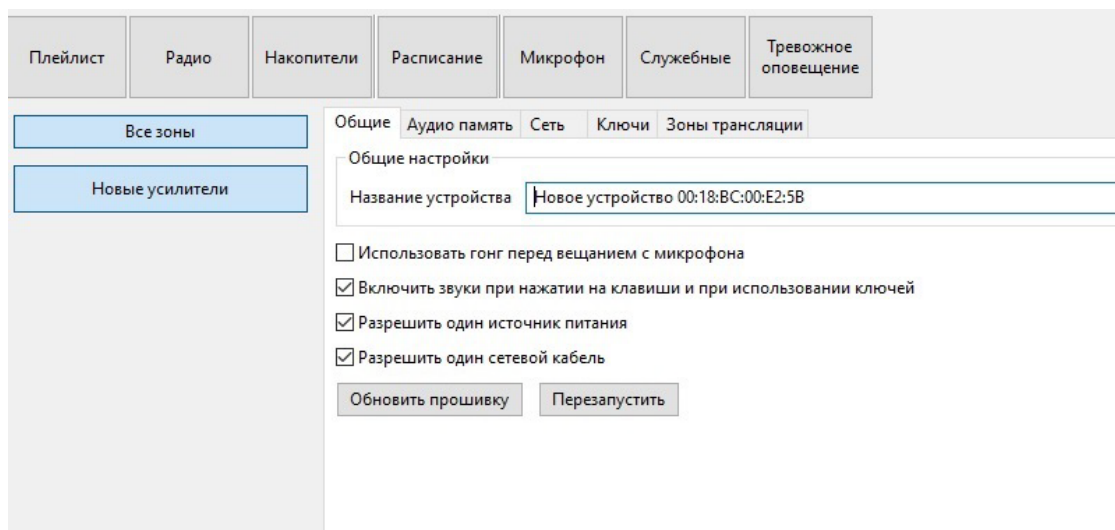 Плейлист
Радио
Накопители
Расписание
Микрофон
Служебные
Тревожное
оповещение
Все зоны
Новые усилители
Общие
Аудио память
Сеть
Ключи
Зоны трансляции
Общие настройки
Название устройства
Новое устройство 00:18:BC:00:E2:5B
Использовать гонг перед вещанием с микрофона
Включить звуки при нажатии на клавиши и при использовании ключей
Разрешить один источник питания
Разрешить один сетевой кабель
Обновить прошивку
Перезапустить